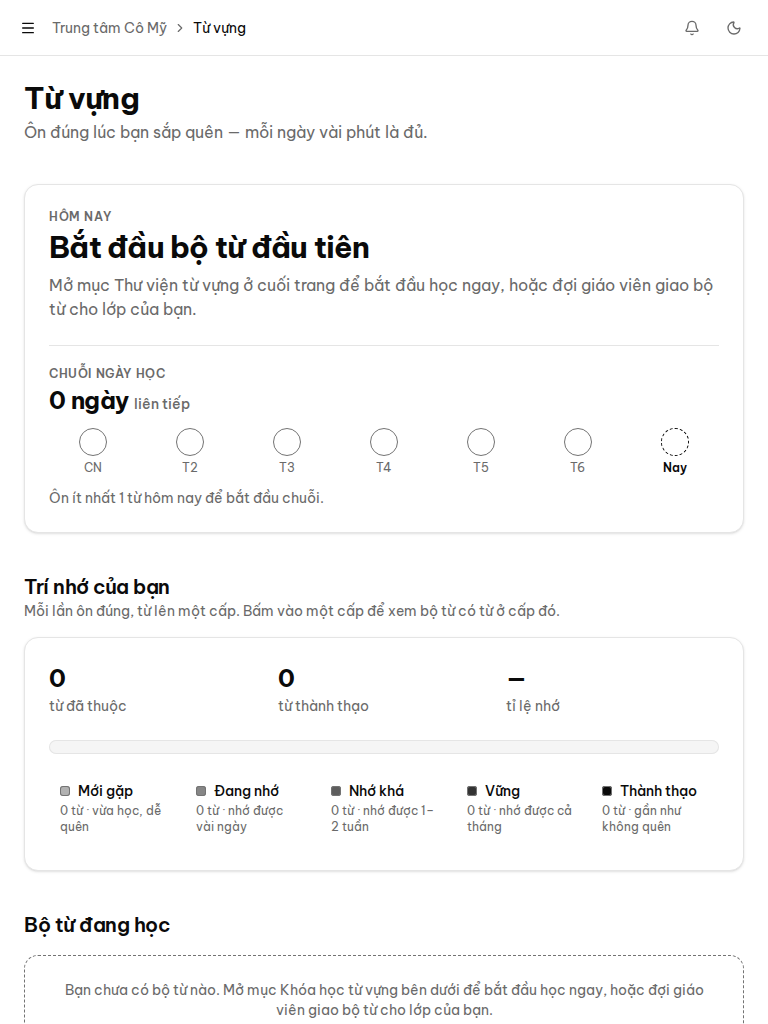 Trung tâm Cô Mỹ > Từ vựng
Từ vựng
Ôn đúng lúc bạn sắp quên — mỗi ngày vài phút là đủ.
HÔM NAY
Bắt đầu bộ từ đầu tiên
Mở mục Thư viện từ vựng ở cuối trang để bắt đầu học ngay, hoặc đợi giáo viên giao bộ
từ cho lớp của bạn.
CHUỖI NGÀY HỌC
0 ngày liên tiếp
CN T2 T3 T4 T5 T6 Nay
Ôn ít nhất 1 từ hôm nay để bắt đầu chuỗi.
Trí nhớ của bạn
Mỗi lần ôn đúng, từ lên một cấp. Bấm vào một cấp để xem bộ từ có từ ở cấp đó.
0 0 —
từ đã thuộc từ thành thạo tỉ lệ nhớ
Mới gặp Đang nhớ Nhớ khá Vững Thành thạo
0 từ · vừa học, dễ 0 từ · nhớ được 0 từ · nhớ được 1– 0 từ · nhớ được cả 0 từ · gần như
quên vài ngày 2 tuần tháng không quên
Bộ từ đang học
Bạn chưa có bộ từ nào. Mở mục Khóa học từ vựng bên dưới để bắt đầu học ngay, hoặc đợi giáo
viên giao bộ từ cho lớp của bạn.